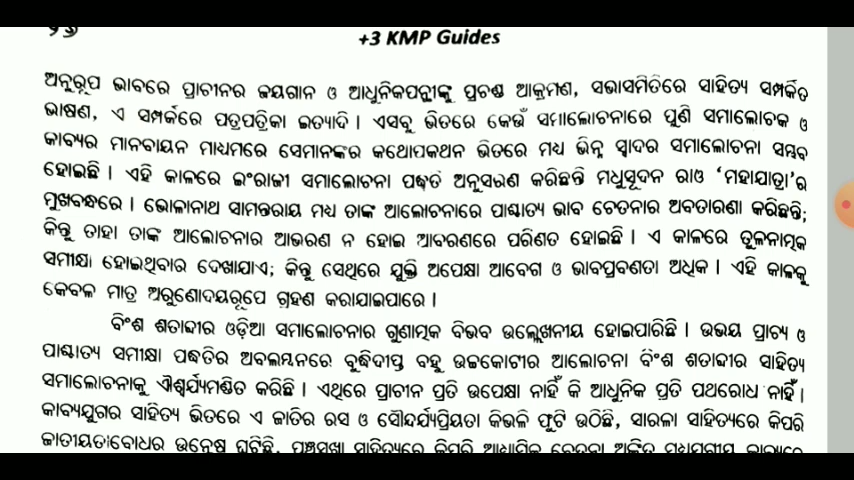 ୨୬
+3 KMP Guides
ଅନୁରୂପ ଭାବରେ ପ୍ରାଚୀନର ଜୟଗାନ ଓ ଆଧୁନିକପନ୍ଥୀଙ୍କୁ ପ୍ରଚଣ୍ଡ ଆକ୍ରମଣ, ସଭାସମିତିରେ ସାହିତ୍ୟ ସମ୍ପର୍କିତ
ଭାଷଣ, ଏ ସମ୍ପର୍କରେ ପତ୍ରପତ୍ରିକା ଇତ୍ୟାଦି । ଏସବୁ ଭିତରେ କେଉଁ ସମାଲୋଚନାରେ ପୁଣି ସମାଲୋଚକ ଓ
କାବ୍ୟର ମାନବାୟନ ମାଧ୍ୟମରେ ସେମାନଙ୍କର କଥୋପକଥନ ଭିତରେ ମଧ୍ୟ ଭିନ୍ନ ସ୍ୱାଦର ସମାଲୋଚନା ସମ୍ଭବ
ହୋଇଛି । ଏହି କାଳରେ ଇଂରାଜୀ ସମାଲୋଚନା ପଦ୍ଧତି ଅନୁସରଣ କରିଛନ୍ତି ମଧୁସୂଦନ ରାଓ ‘ମହାଯାତ୍ରା’ର
ମୁଖବନ୍ଧରେ । ଭୋଳାନାଥ ସାମନ୍ତରାୟ ମଧ୍ୟ ତାଙ୍କ ଆଲୋଚନାରେ ପାଶ୍ଚାତ୍ୟ ଭାବ ଚେତନାର ଅବତାରଣା କରିଛନ୍ତି;
କିନ୍ତୁ ତାହା ତାଙ୍କ ଆଲୋଚନାର ଆଭରଣ ନ ହୋଇ ଆବରଣରେ ପରିଣତ ହୋଇଛି । ଏ କାଳରେ ତୁଳନାତ୍ମକ
ସମୀକ୍ଷା ହୋଇଥିବାର ଦେଖାଯାଏ; କିନ୍ତୁ ସେଥିରେ ଯୁକ୍ତି ଅପେକ୍ଷା ଆବେଗ ଓ ଭାବପ୍ରବଣତା ଅଧିକ । ଏହି କାଳକୁ
କେବଳ ମାତ୍ର ଅରୁଣୋଦୟରୂପେ ଗ୍ରହଣ କରାଯାଇପାରେ ।
ବିଂଶ ଶତାବ୍ଦୀର ଓଡ଼ିଆ ସମାଲୋଚନାର ଗୁଣାତ୍ମକ ବିଭବ ଉଲ୍ଲେଖନୀୟ ହୋଇପାରିଛି । ଉଭୟ ପ୍ରାଚ୍ୟ ଓ
ପାଶ୍ଚାତ୍ୟ ସମୀକ୍ଷା ପଦ୍ଧତିର ଅବଲମ୍ବନରେ ବୁଦ୍ଧିଦୀପ୍ତ ବହୁ ଉଚ୍ଚକୋଟୀର ଆଲୋଚନା ବିଂଶ ଶତାବ୍ଦୀର ସାହିତ୍ୟ
ସମାଲୋଚନାକୁ ଐଶ୍ୱର୍ଯ୍ୟମଣ୍ଡିତ କରିଛି । ଏଥିରେ ପ୍ରାଚୀନ ପ୍ରତି ଉପେକ୍ଷା ନାହିଁ କି ଆଧୁନିକ ପ୍ରତି ପଥରୋଧ ନାହିଁ ।
କାବ୍ୟଯୁଗର ସାହିତ୍ୟ ଭିତରେ ଏ ଜାତିର ରସ ଓ ସୌନ୍ଦର୍ଯ୍ୟପ୍ରିୟତା କିଭଳି ଫୁଟି ଉଠିଛି, ସାରଳା ସାହିତ୍ୟରେ କିପରି
ଜାତୀୟତାବୋଧର ଉନ୍ମେଷ ଘଟିଛି, ପଞ୍ଚସଖା ସାହିତ୍ୟରେ କିପରି ଆଧ୍ୟାତ୍ମିକ ଚେତନା ଅଙ୍କିତ ମଧ୍ୟଯୁଗୀୟ କାବ୍ୟରେ